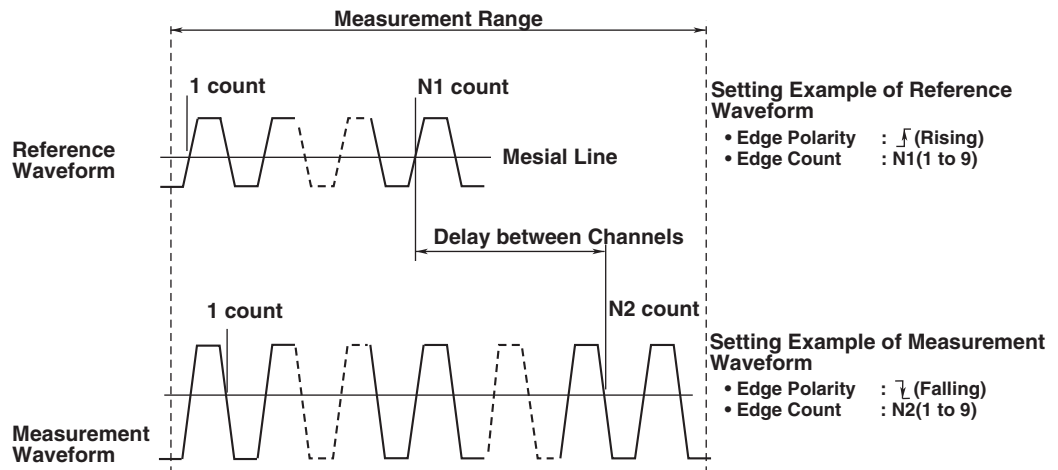 Measurement Range
1 count
N1 count
Reference
Waveform
Mesial Line
Setting Example of Reference
Waveform
• Edge Polarity : (Rising)
• Edge Count : N1(1 to 9)
Delay between Channels
1 count
N2 count
Measurement
Waveform
Setting Example of Measurement
Waveform
• Edge Polarity : (Falling)
• Edge Count : N2(1 to 9)